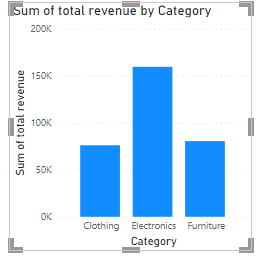 Sum of total revenue by Category
200K
150K
100K
50K
0K
Sum of total revenue
Clothing
Electronics
Furniture
Category